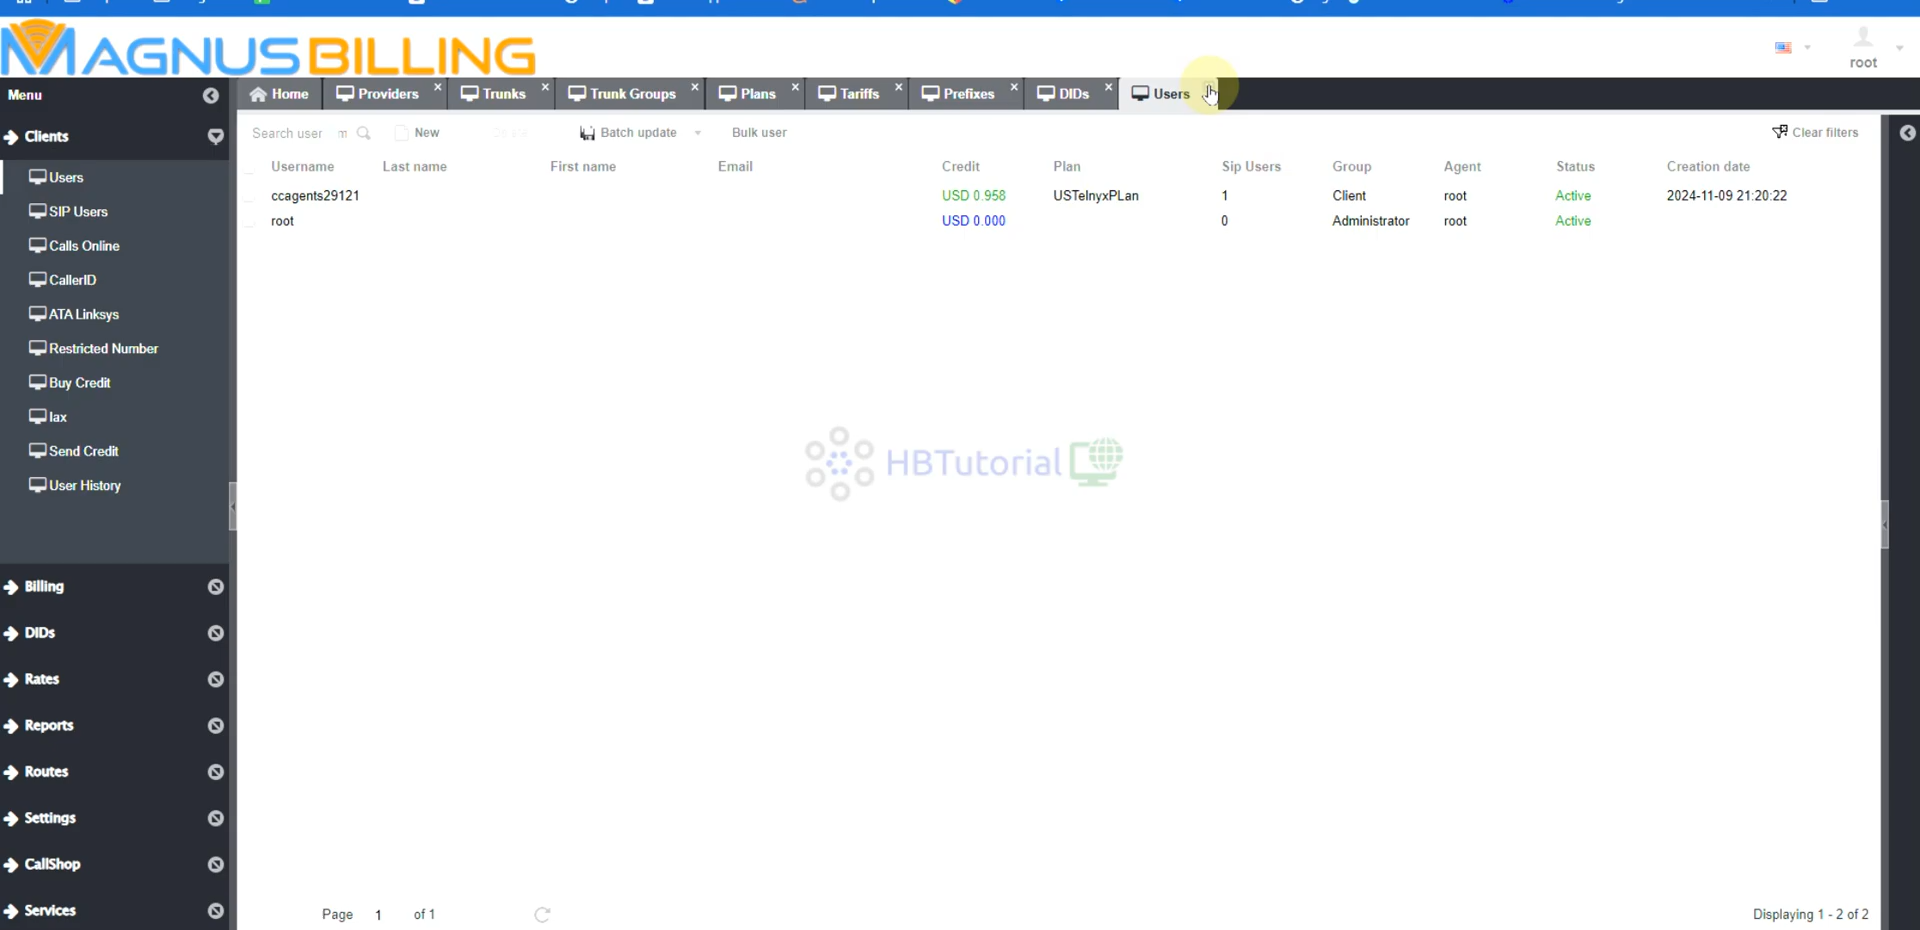 MAGNUSBILLING
root
Menu
Home
Providers
Trunks
Trunk Groups
Plans
Tariffs
Prefixes
DIDs
Users
Clients
Search user
m
New
Batch update
Bulk user
Clear filters
Username Last name First name Email Credit Plan Sip Users Group Agent Status Creation date
ccagents29121 USD 0.958 USTelnyxPLan 1 Client root Active 2024-11-09 21:20:22
root USD 0.000 0 Administrator root Active
Users
SIP Users
Calls Online
CallerID
ATA Linksys
Restricted Number
Buy Credit
Iax
Send Credit
User History
HBTutorial
Billing
DIDs
Rates
Reports
Routes
Settings
CallShop
Services
Page 1 of 1
Displaying 1 - 2 of 2